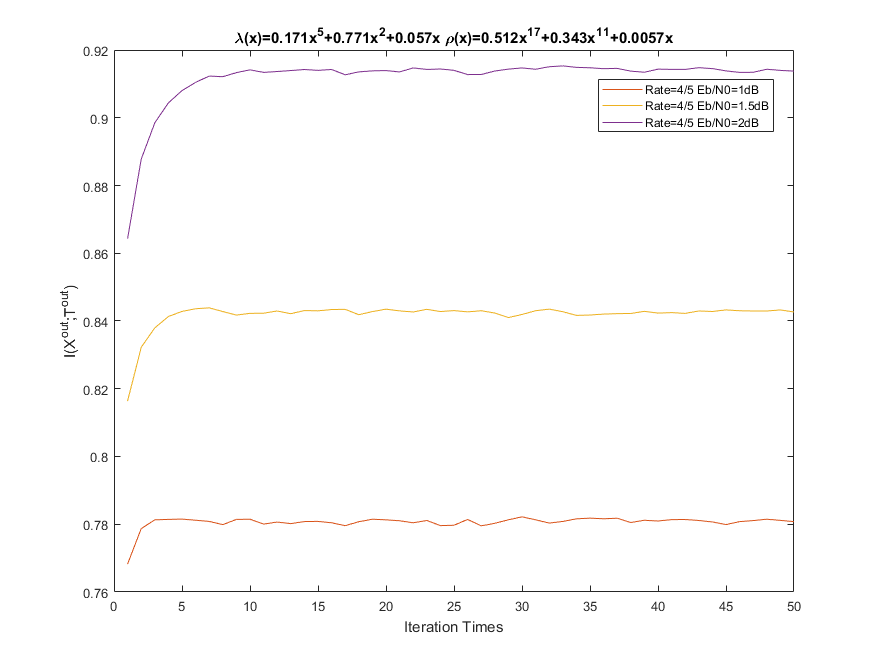 λ(x)=0.171x⁵+0.771x²+0.057x ρ(x)=0.512x¹⁷+0.343x¹¹+0.0057x
0.92
Rate=4/5 Eb/N0=1dB
Rate=4/5 Eb/N0=1.5dB
Rate=4/5 Eb/N0=2dB
0.9
0.88
0.86
0.84
0.82
0.8
0.78
0.76
I(Xᵒᵘᵗ;Tᵒᵘᵗ)
0 5 10 15 20 25 30 35 40 45 50
Iteration Times